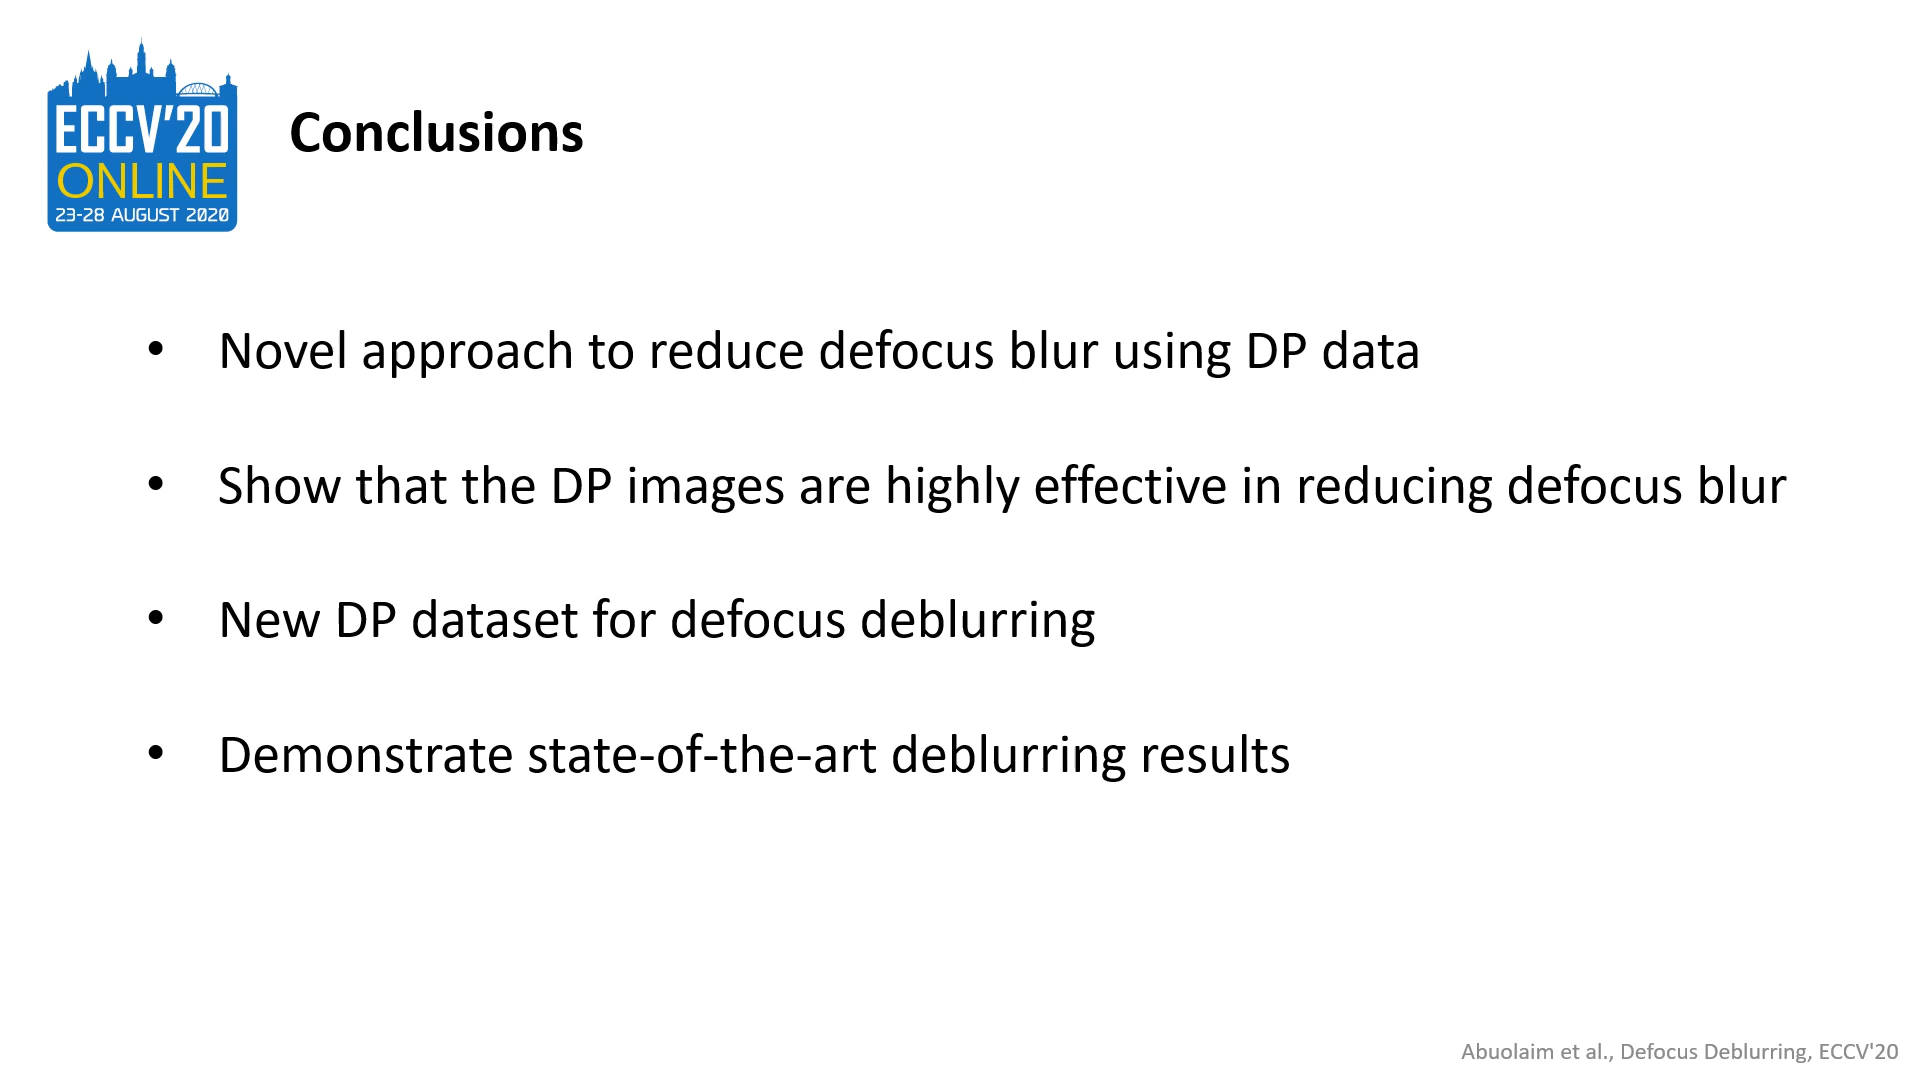 ECCV'20
ONLINE
23-28 AUGUST 2020
Conclusions
• Novel approach to reduce defocus blur using DP data
• Show that the DP images are highly effective in reducing defocus blur
• New DP dataset for defocus deblurring
• Demonstrate state-of-the-art deblurring results
Abuolaim et al., Defocus Deblurring, ECCV'20